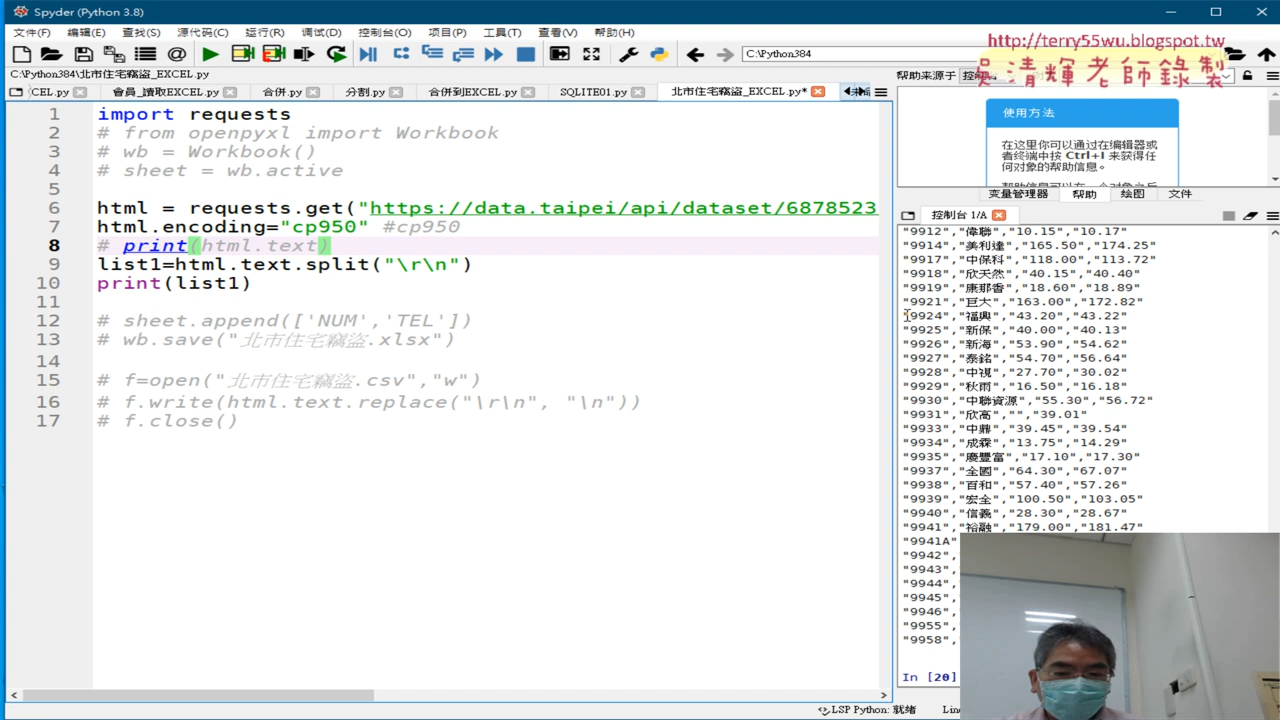 Spyder (Python 3.8)
文件(F) 编辑(E) 查找(S) 源代码(C) 运行(R) 调试(D) 控制台(O) 项目(P) 工具(T) 查看(V) 帮助(H)
http://terry55wu.blogspot.tw
吳清輝老師錄製
C:\Python384
C:\Python384\北市住宅竊盜_EXCEL.py
帮助来源于
CEL.py 會員_讀取EXCEL.py 合併.py 分割.py 合併到EXCEL.py SQLITE01.py 北市住宅竊盜_EXCEL.py*
1 import requests
2 # from openpyxl import Workbook
3 # wb = Workbook()
4 # sheet = wb.active
5
6 html = requests.get("https://data.taipei/api/dataset/6878523
7 html.encoding="cp950" #cp950
8 # print(html.text)
9 list1=html.text.split("\r\n")
10 print(list1)
11
12 # sheet.append(['NUM','TEL'])
13 # wb.save("北市住宅竊盜.xlsx")
14
15 # f=open("北市住宅竊盜.csv","w")
16 # f.write(html.text.replace("\r\n", "\n"))
17 # f.close()
使用方法
在这里你可以通过在编辑器或
者终端中按 Ctrl+I 来获得任
何对象的帮助信息。
变量管理器 帮助 绘图 文件
控制台 1/A
"9912","偉聯","10.15","10.17"
"9914","美利達","165.50","174.25"
"9917","中保科","118.00","113.72"
"9918","欣天然","40.15","40.40"
"9919","康那香","18.60","18.89"
"9921","巨大","163.00","172.82"
"9924","福興","43.20","43.22"
"9925","新保","40.00","40.13"
"9926","新海","53.90","54.62"
"9927","泰銘","54.70","56.64"
"9928","中視","27.70","30.02"
"9929","秋雨","16.50","16.18"
"9930","中聯資源","55.30","56.72"
"9931","欣高","","39.01"
"9933","中鼎","39.45","39.54"
"9934","成霖","13.75","14.29"
"9935","慶豐富","17.10","17.30"
"9937","全國","64.30","67.07"
"9938","百和","57.40","57.26"
"9939","宏全","100.50","103.05"
"9940","信義","28.30","28.67"
"9941","裕融","179.00","181.47"
"9941A"
"9942",
"9943",
"9944",
"9945",
"9946",
"9955",
"9958",
In [20]
LSP Python: 就绪